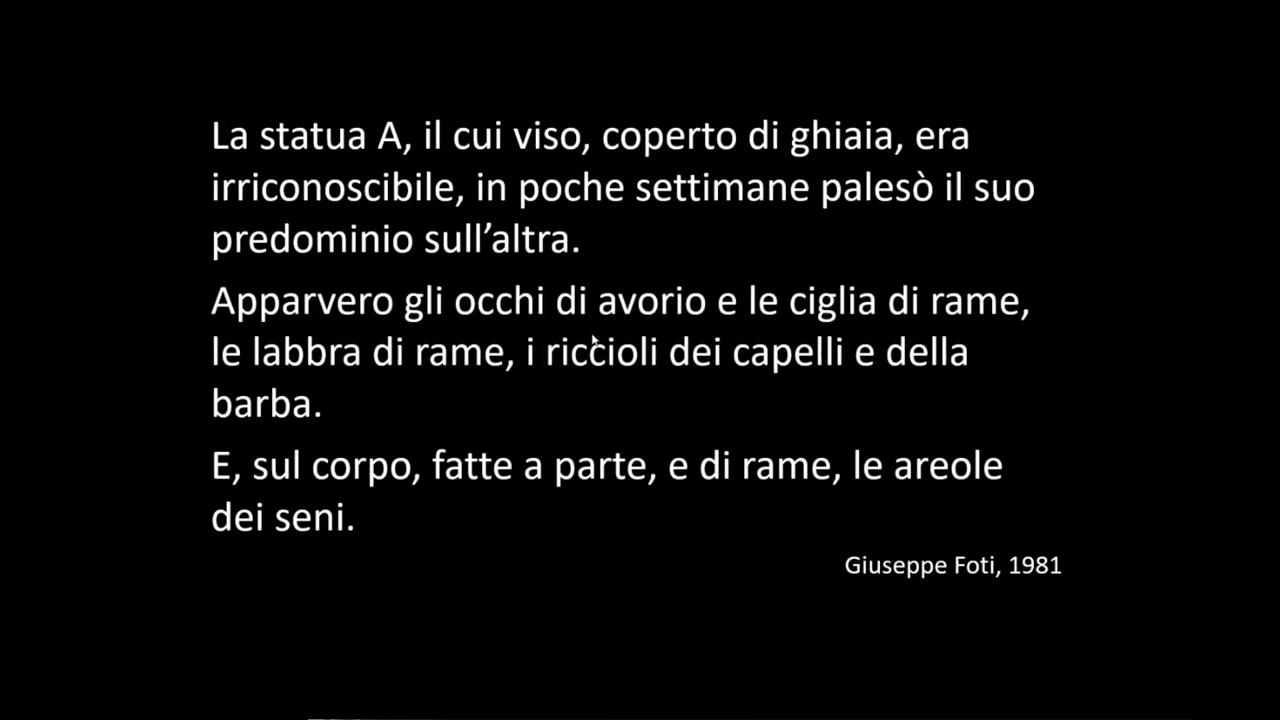 La statua A, il cui viso, coperto di ghiaia, era
irriconoscibile, in poche settimane palesò il suo
predominio sull’altra.
Apparvero gli occhi di avorio e le ciglia di rame,
le labbra di rame, i riccioli dei capelli e della
barba.
E, sul corpo, fatte a parte, e di rame, le areole
dei seni.
Giuseppe Foti, 1981